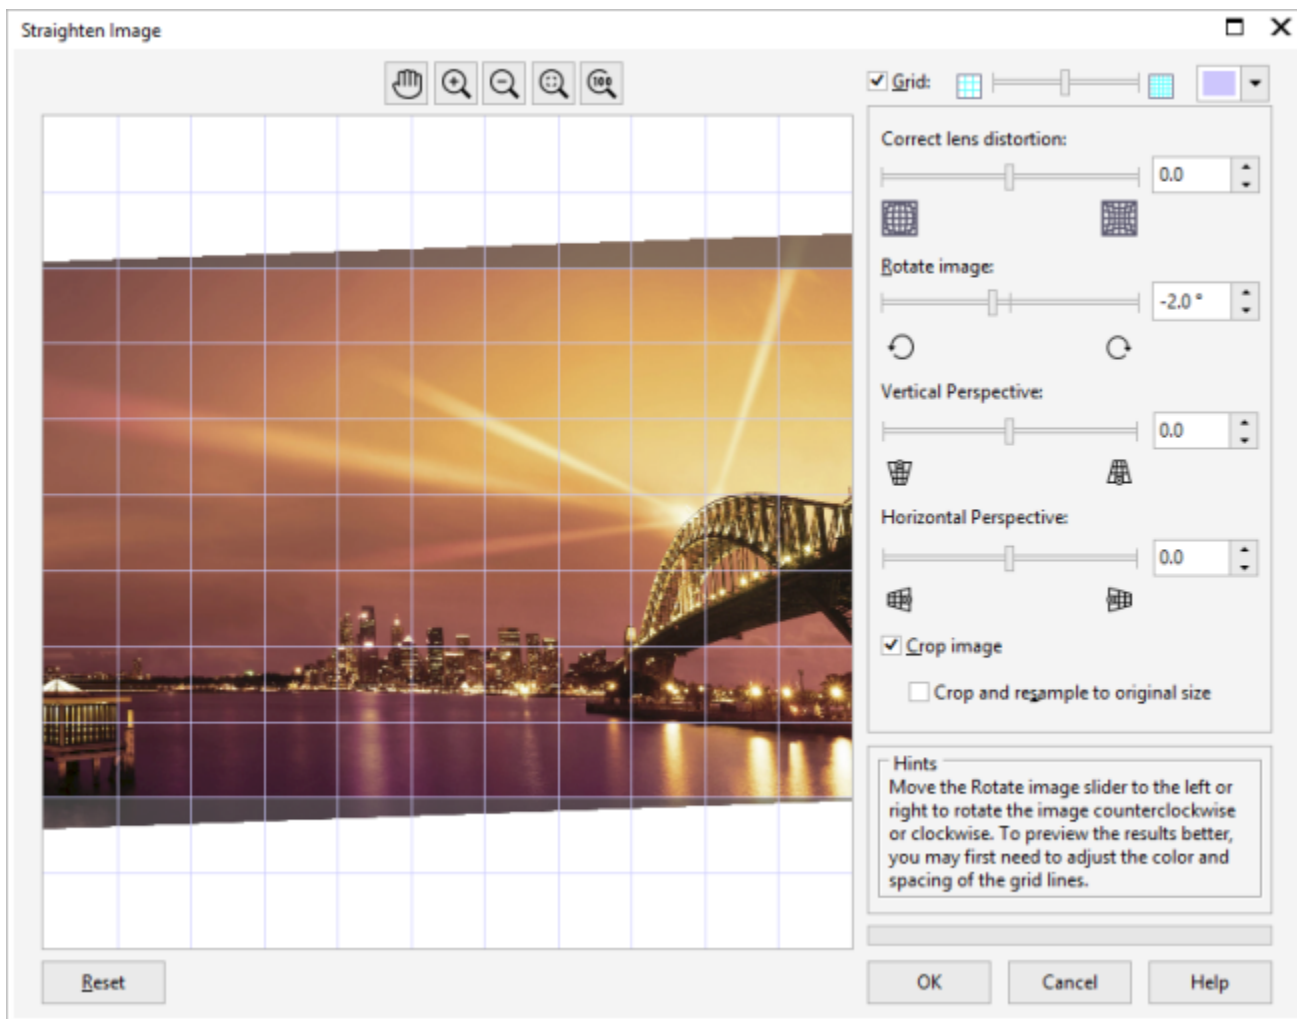 Straighten Image
100
Grid:
Correct lens distortion:
0.0
Rotate image:
-2.0 °
Vertical Perspective:
0.0
Horizontal Perspective:
0.0
Crop image
Crop and resample to original size
Hints
Move the Rotate image slider to the left or
right to rotate the image counterclockwise
or clockwise. To preview the results better,
you may first need to adjust the color and
spacing of the grid lines.
Reset
OK
Cancel
Help